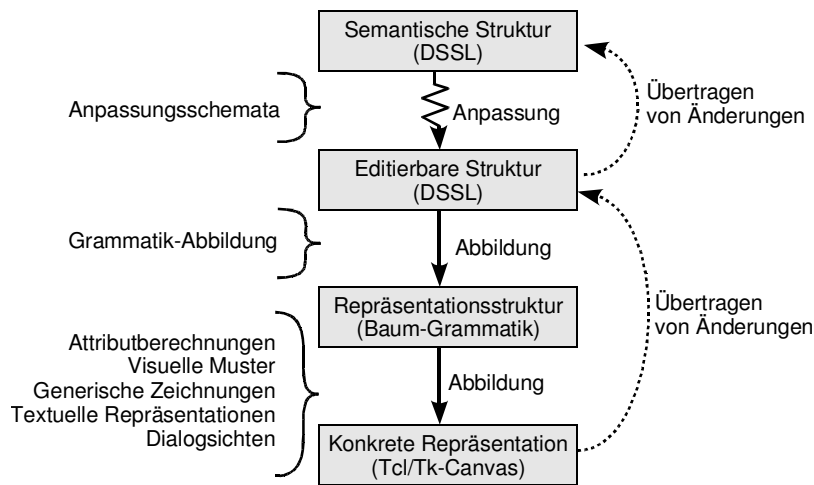 Semantische Struktur
(DSSL)
Anpassungsschemata
Anpassung
Übertragen
von Änderungen
Editierbare Struktur
(DSSL)
Grammatik-Abbildung
Abbildung
Repräsentationsstruktur
(Baum-Grammatik)
Übertragen
von Änderungen
Attributberechnungen
Visuelle Muster
Generische Zeichnungen
Textuelle Repräsentationen
Dialogsichten
Abbildung
Konkrete Repräsentation
(Tcl/Tk-Canvas)